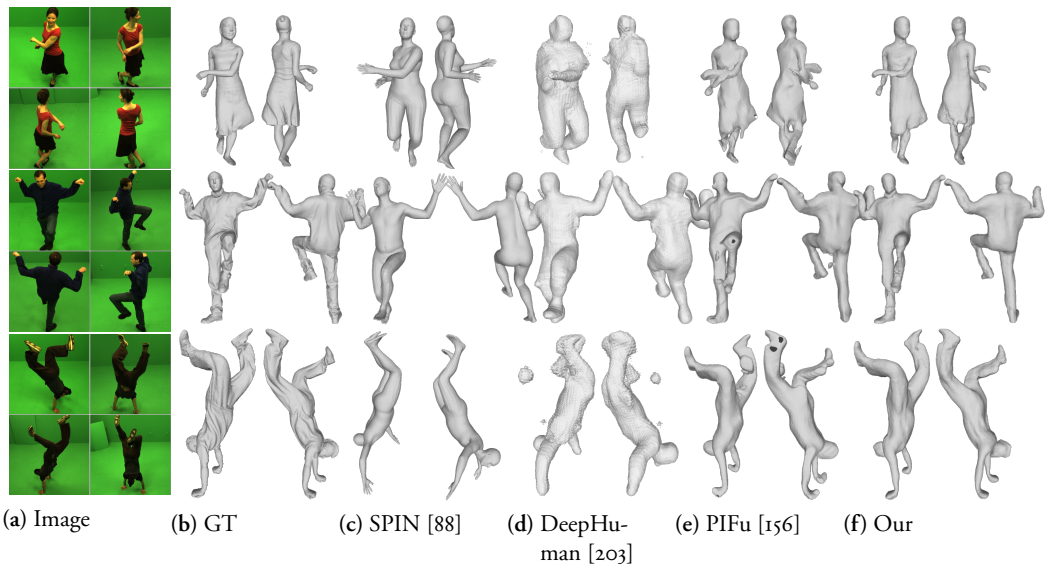 (a) Image
(b) GT
(c) SPIN [88]
(d) DeepHu-
man [203]
(e) PIFu [156]
(f) Our